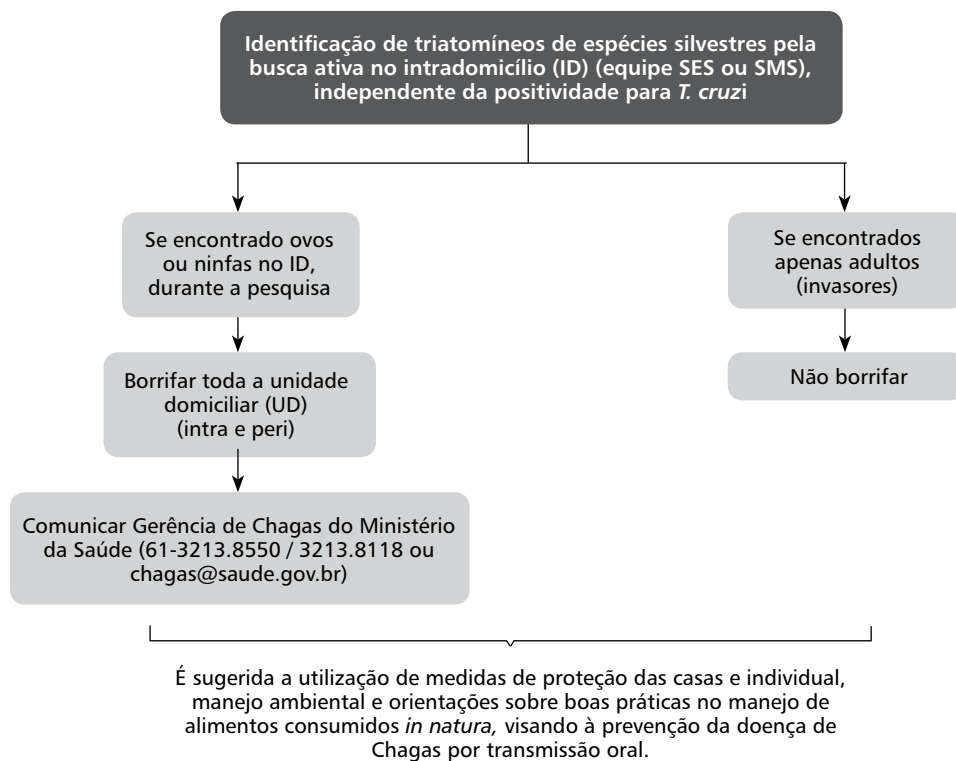 Identificação de triatomíneos de espécies silvestres pela
busca ativa no intradomicílio (ID) (equipe SES ou SMS),
independente da positividade para T. cruzi
Se encontrado ovos
ou ninfas no ID,
durante a pesquisa
Se encontrados
apenas adultos
(invasores)
Borrifar toda a unidade
domiciliar (UD)
(intra e peri)
Não borrifar
Comunicar Gerência de Chagas do Ministério
da Saúde (61-3213.8550 / 3213.8118 ou
chagas@saude.gov.br)
É sugerida a utilização de medidas de proteção das casas e individual,
manejo ambiental e orientações sobre boas práticas no manejo de
alimentos consumidos in natura, visando à prevenção da doença de
Chagas por transmissão oral.